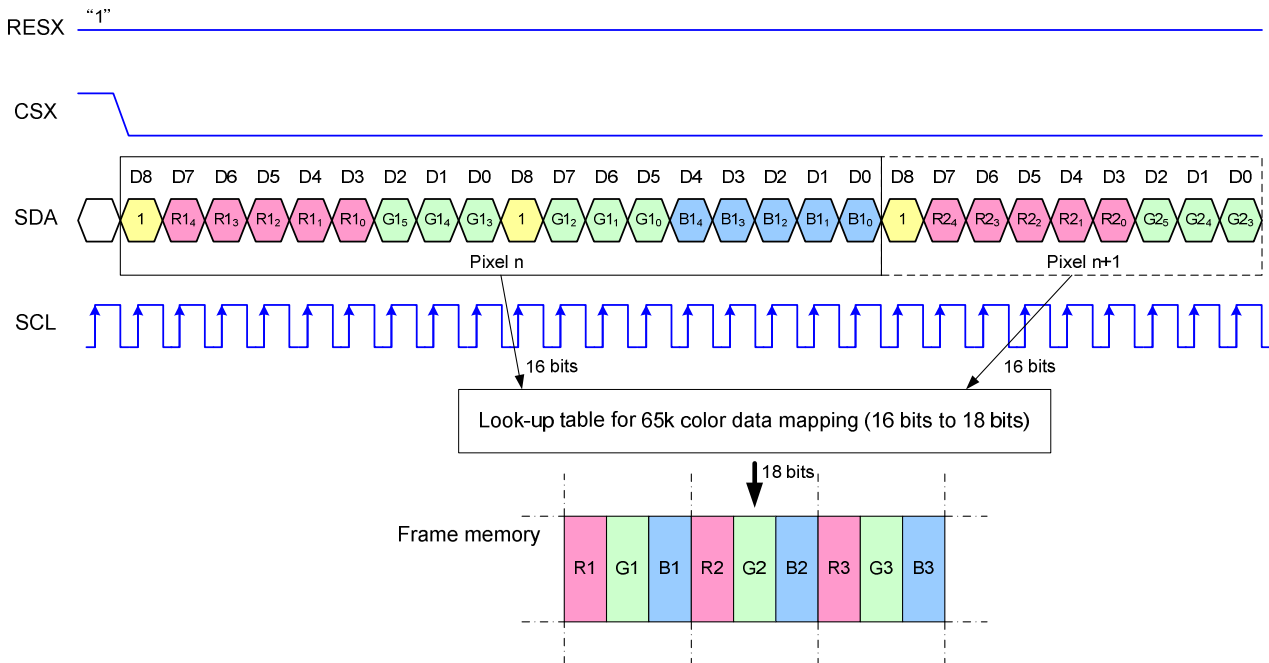 RESX “1”
CSX
D8 D7 D6 D5 D4 D3 D2 D1 D0 D8 D7 D6 D5 D4 D3 D2 D1 D0 D8 D7 D6 D5 D4 D3 D2 D1 D0
SDA 1 R1₄ R1₃ R1₂ R1₁ R1₀ G1₅ G1₄ G1₃ 1 G1₂ G1₁ G1₀ B1₄ B1₃ B1₂ B1₁ B1₀ 1 R2₄ R2₃ R2₂ R2₁ R2₀ G2₅ G2₄ G2₃
Pixel n Pixel n+1
SCL
16 bits 16 bits
Look-up table for 65k color data mapping (16 bits to 18 bits)
18 bits
Frame memory
R1 G1 B1 R2 G2 B2 R3 G3 B3